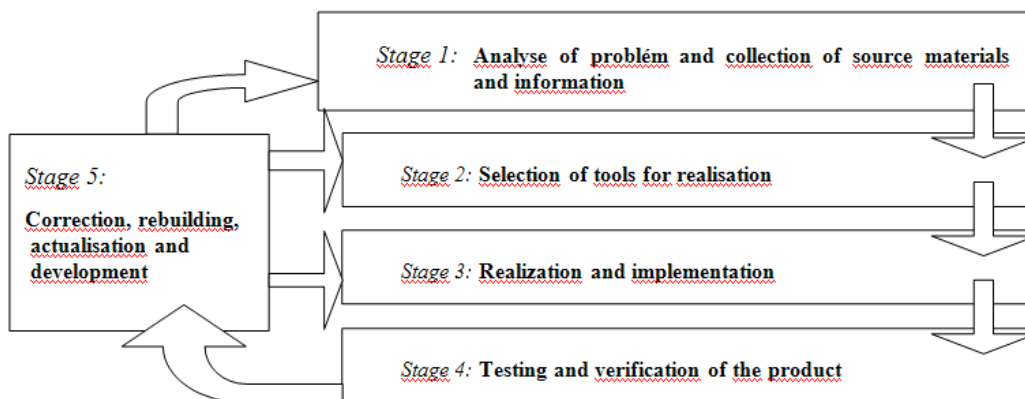 Stage 1: Analyse of problém and collection of source materials
and information
Stage 5:
Correction, rebuilding,
actualisation and
development
Stage 2: Selection of tools for realisation
Stage 3: Realization and implementation
Stage 4: Testing and verification of the product